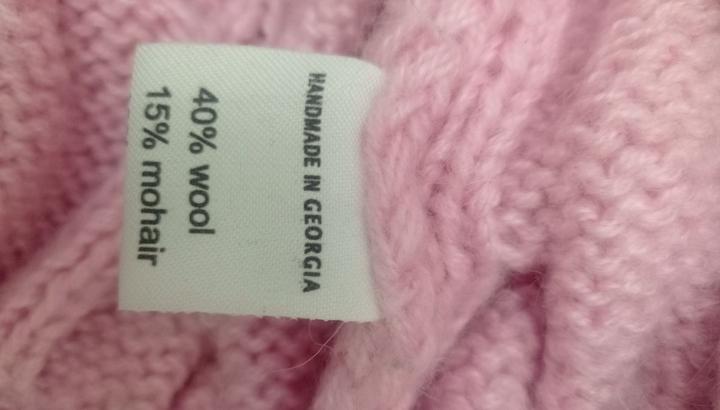 HANDMADE IN GEORGIA
40% wool
15% mohair